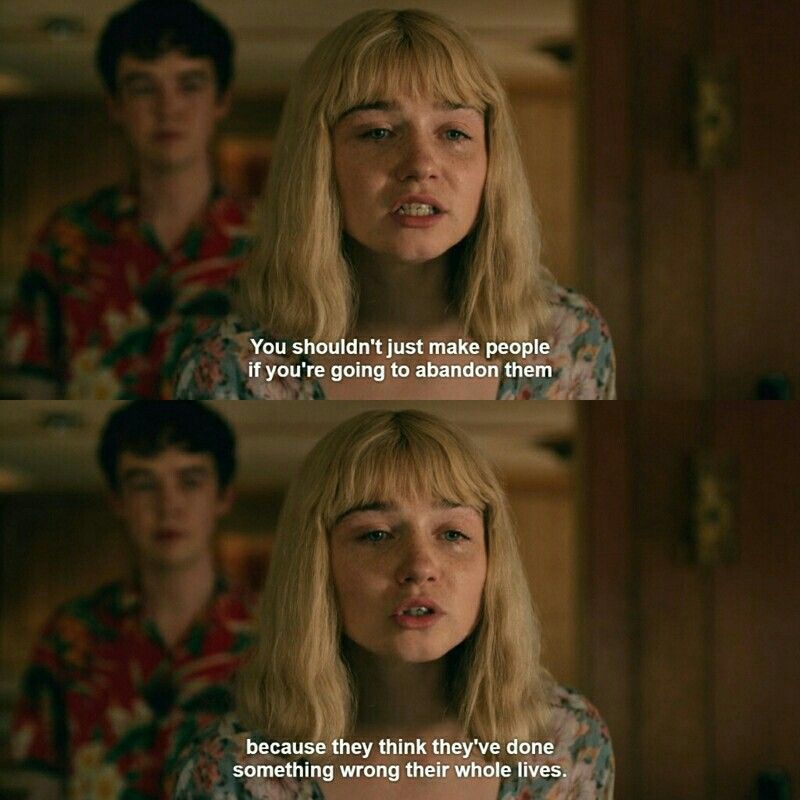 You shouldn't just make people
if you're going to abandon them
because they think they've done
something wrong their whole lives.